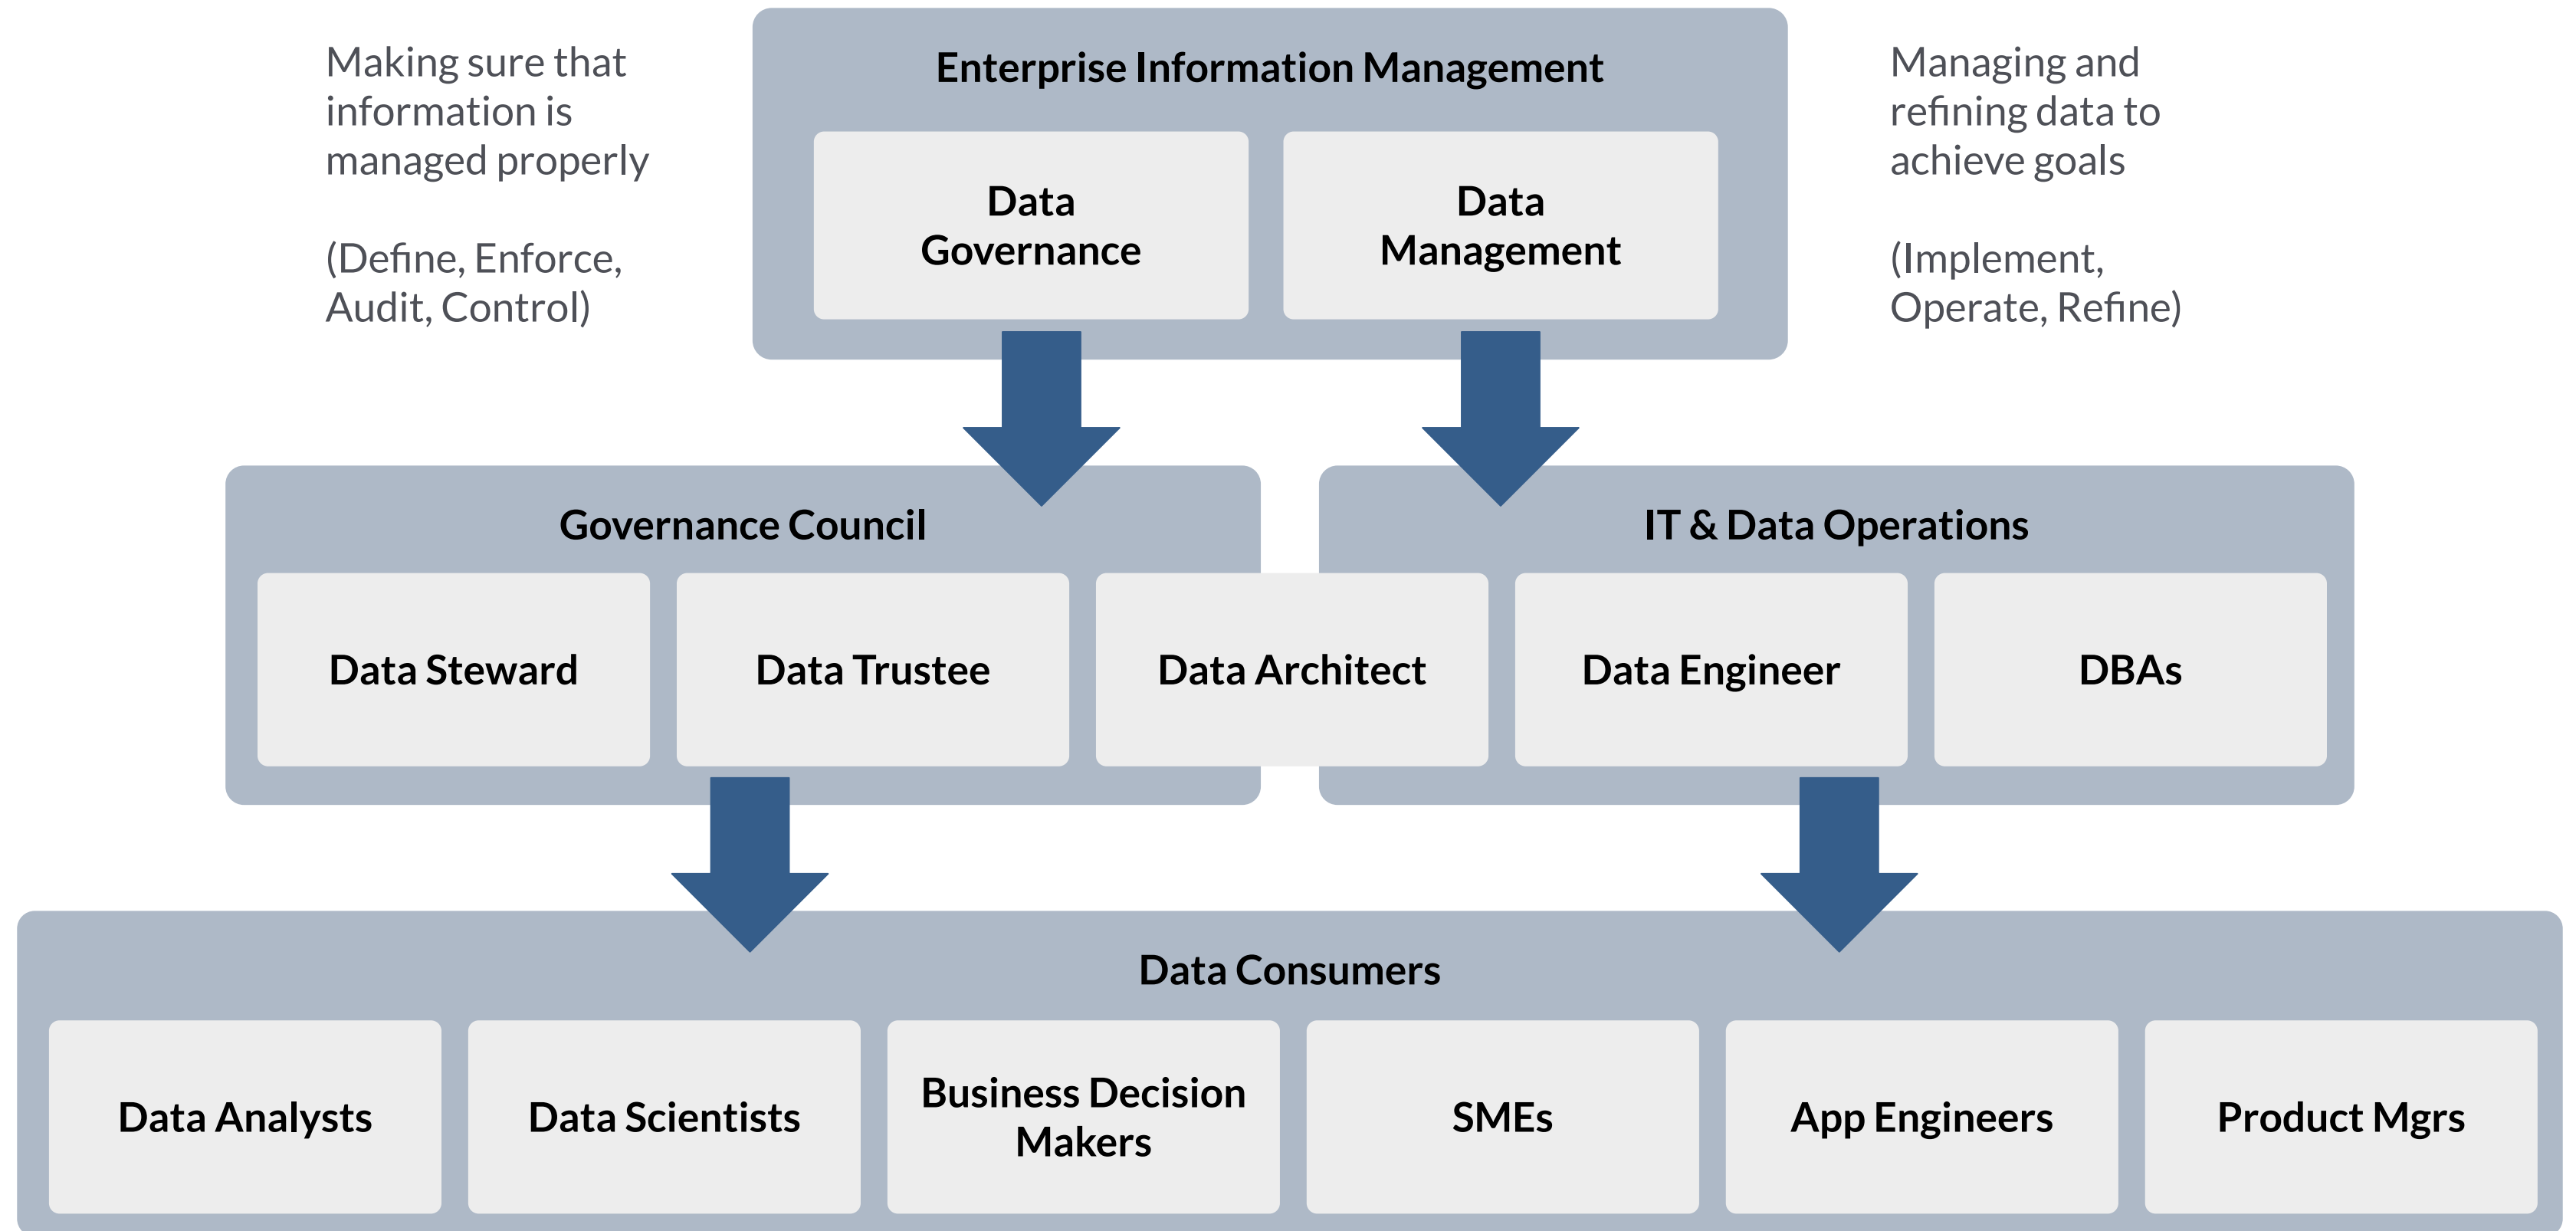 Making sure that
information is
managed properly
(Define, Enforce,
Audit, Control)
Enterprise Information Management
Data
Governance
Data
Management
Managing and
refining data to
achieve goals
(Implement,
Operate, Refine)
Governance Council
Data Steward
Data Trustee
Data Architect
IT & Data Operations
Data Engineer
DBAs
Data Consumers
Data Analysts
Data Scientists
Business Decision
Makers
SMEs
App Engineers
Product Mgrs